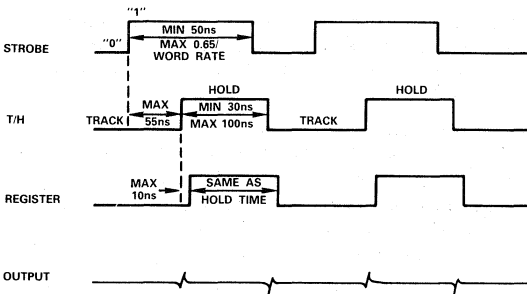 "1"
"0"
STROBE
MIN 50ns
MAX 0.65/
WORD RATE
HOLD
HOLD
T/H
TRACK
MAX
55ns
MIN 30ns
MAX 100ns
TRACK
REGISTER
MAX
10ns
SAME AS
HOLD TIME
OUTPUT